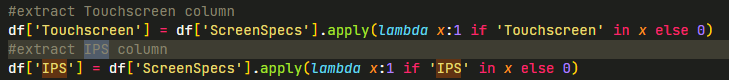 #extract Touchscreen column
df['Touchscreen'] = df['ScreenSpecs'].apply(lambda x:1 if 'Touchscreen' in x else 0)
#extract IPS column
df['IPS'] = df['ScreenSpecs'].apply(lambda x:1 if 'IPS' in x else 0)